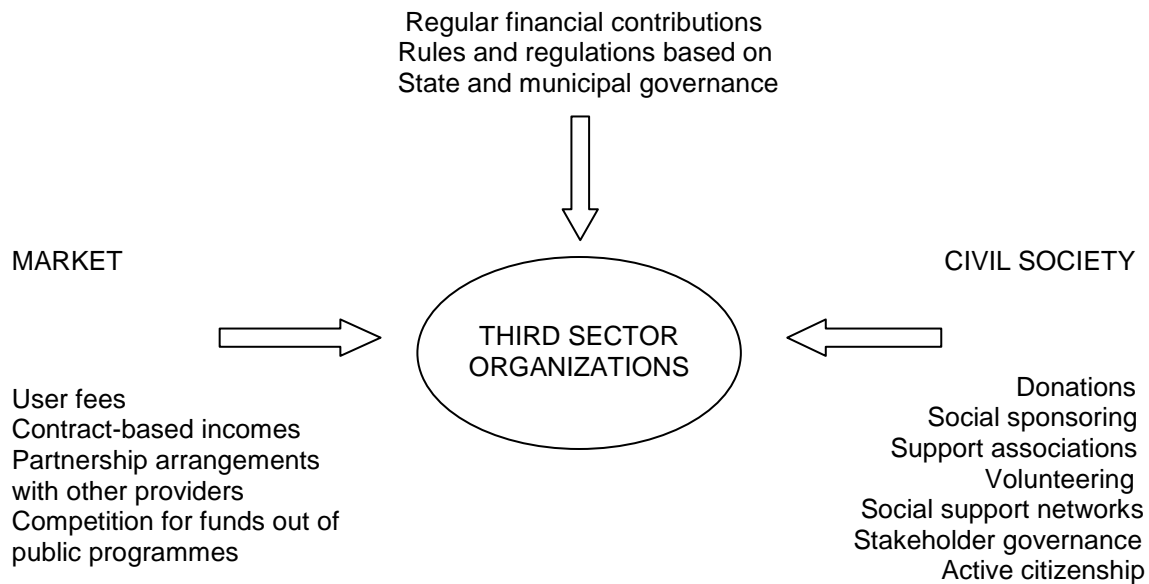 Regular financial contributions
Rules and regulations based on
State and municipal governance
MARKET
CIVIL SOCIETY
THIRD SECTOR
ORGANIZATIONS
User fees
Contract-based incomes
Partnership arrangements
with other providers
Competition for funds out of
public programmes
Donations
Social sponsoring
Support associations
Volunteering
Social support networks
Stakeholder governance
Active citizenship